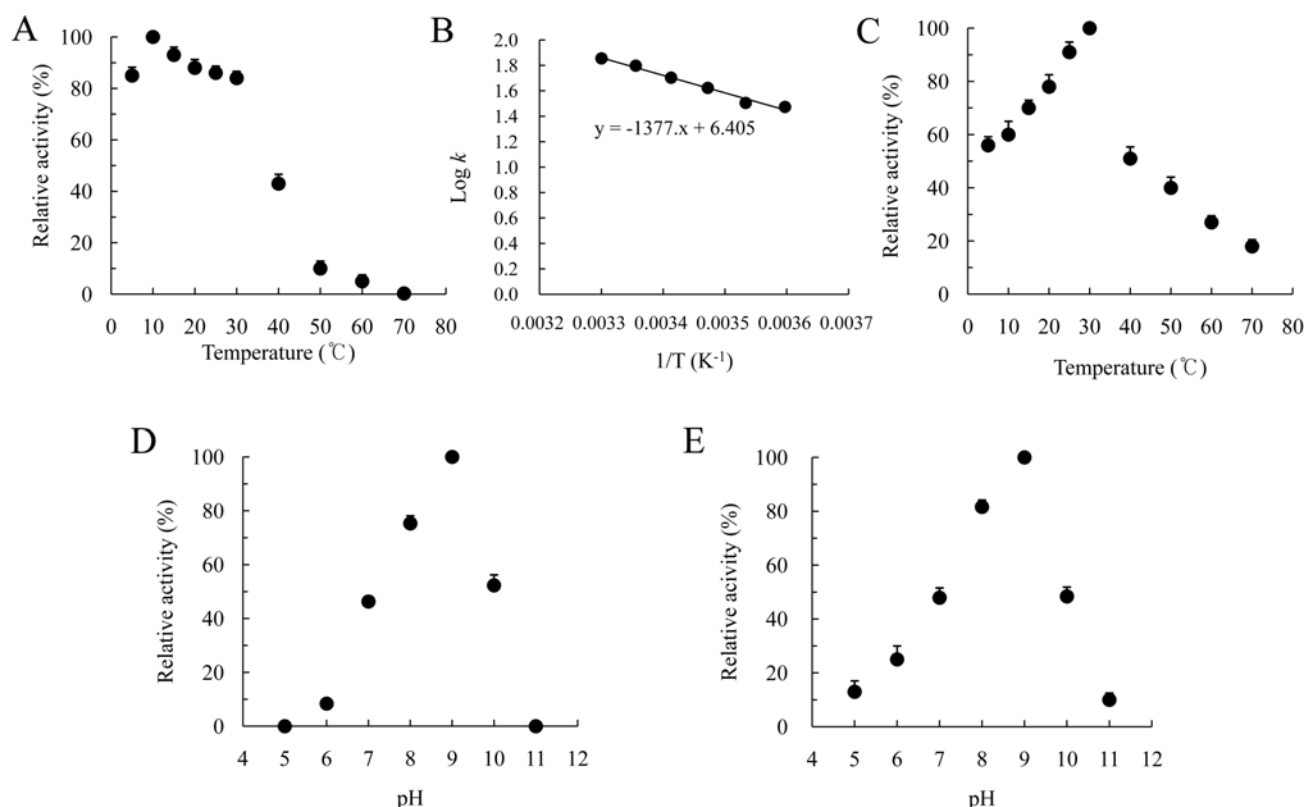 A
Relative activity (%)
100
80
60
40
20
0
0 10 20 30 40 50 60 70 80
Temperature (℃)
B
Log k
2.0
1.8
1.6
1.4
1.2
1.0
0.8
0.6
0.4
0.2
0.0
y = -1377.x + 6.405
0.0032 0.0033 0.0034 0.0035 0.0036 0.0037
1/T (K⁻¹)
C
Relative activity (%)
100
80
60
40
20
0
0 10 20 30 40 50 60 70 80
Temperature (℃)
D
Relative activity (%)
100
80
60
40
20
0
4 5 6 7 8 9 10 11 12
pH
E
Relative acivity (%)
100
80
60
40
20
0
4 5 6 7 8 9 10 11 12
pH